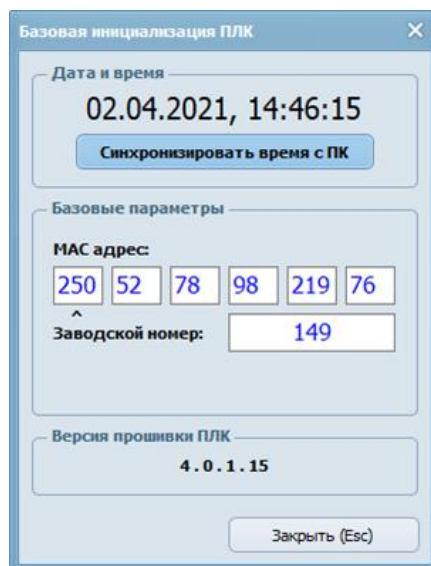 Базовая инициализация ПЛК
Дата и время
02.04.2021, 14:46:15
Синхронизировать время с ПК
Базовые параметры
MAC адрес:
250 52 78 98 219 76
^
Заводской номер: 149
Версия прошивки ПЛК
4.0.1.15
Закрыть (Esc)